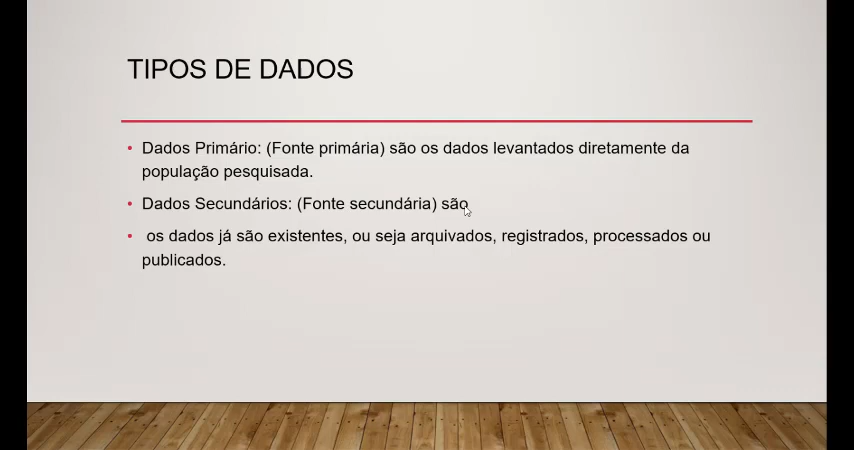 TIPOS DE DADOS
• Dados Primário: (Fonte primária) são os dados levantados diretamente da
população pesquisada.
• Dados Secundários: (Fonte secundária) são
• os dados já são existentes, ou seja arquivados, registrados, processados ou
publicados.